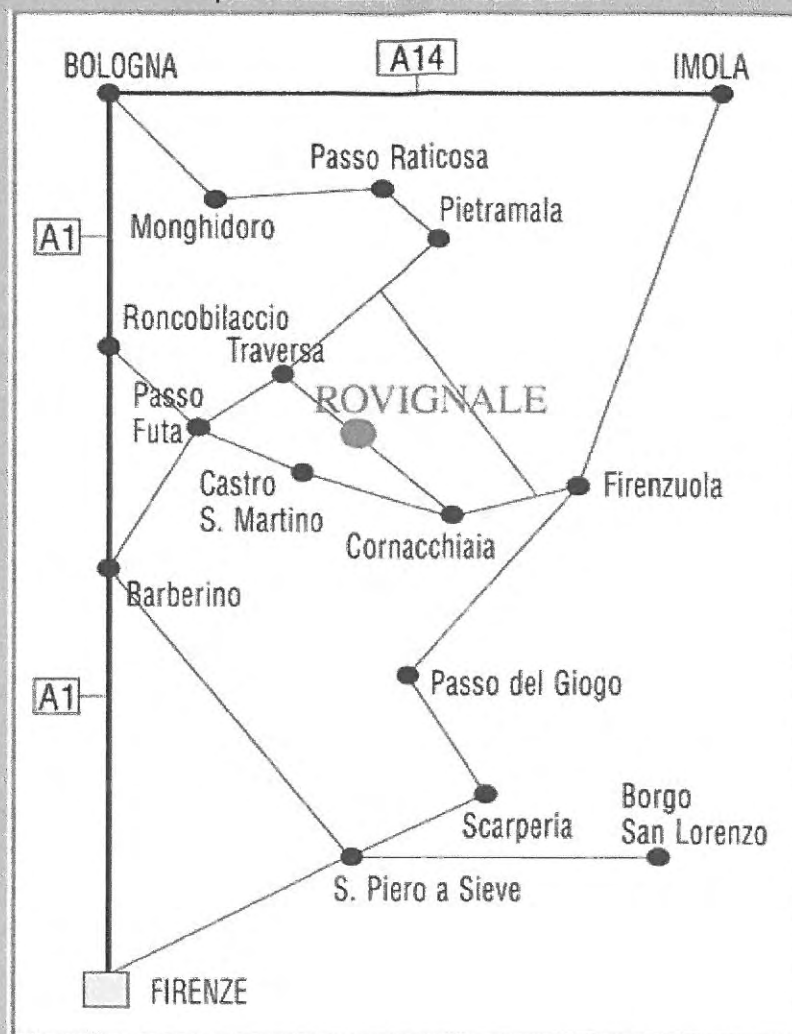 BOLOGNA
A14
IMOLA
Passo Raticosa
Monghidoro
Pietramala
A1
Roncobilaccio
Traversa
Passo
Futa
ROVIGNALE
Castro
S. Martino
Firenzuola
Cornacchiaia
Barberino
A1
Passo del Giogo
Scarperia
Borgo
San Lorenzo
S. Piero a Sieve
FIRENZE